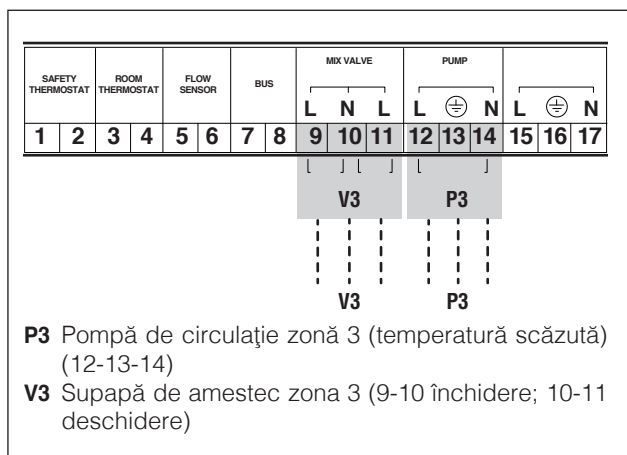 MIX VALVE PUMP
SAFETY THERMOSTAT ROOM THERMOSTAT FLOW SENSOR BUS
L N L L N L N
1 2 3 4 5 6 7 8 9 10 11 12 13 14 15 16 17
V3 P3
V3 P3
P3 Pompă de circulaţie zonă 3 (temperatură scăzută)
(12-13-14)
V3 Supapă de amestec zona 3 (9-10 închidere; 10-11
deschidere)